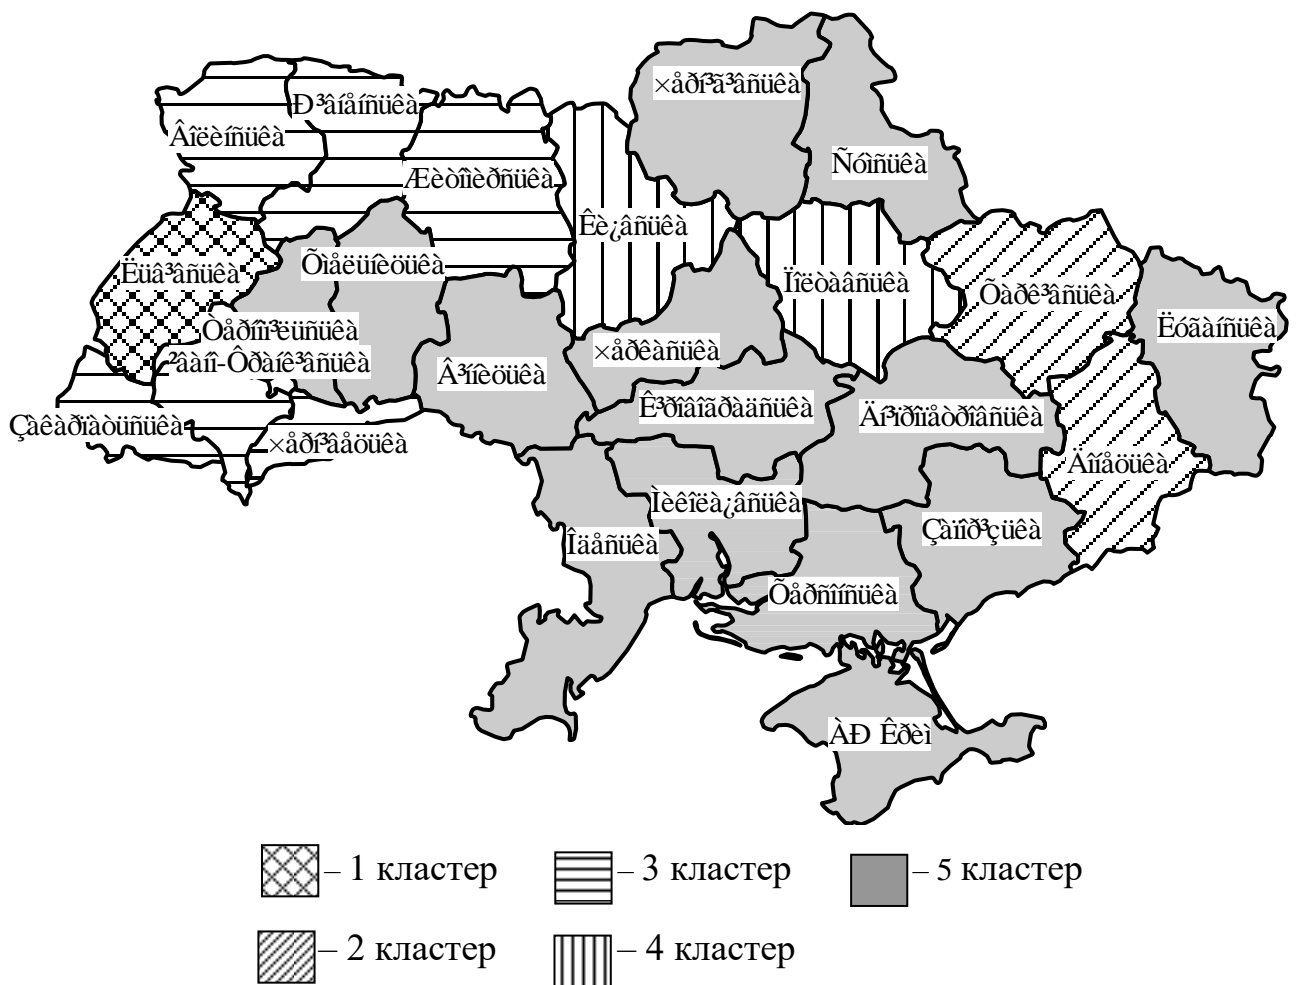 ×åðí³ã³âñüêà
Ð³âíåíñüêà
Âîëèíñüêà
Ñóìñüêà
Æèòîìèðñüêà
Êè¿âñüêà
Õìåëüíèöüêà
Ëüâ³âñüêà
Ïîëòàâñüêà
Õàðê³âñüêà
Ëóãàíñüêà
Òåðíîï³ëüñüêà
²âàíî-Ôðàíê³âñüêà
×åðêàñüêà
Â³ííèöüêà
Ê³ðîâîãðàäñüêà
Äí³ïðîïåòðîâñüêà
Çàêàðïàòñüêà
×åðí³âåöüêà
Äîíåöüêà
Ìèêîëà¿âñüêà
Çàïîð³çüêà
Îäåñüêà
Õåðñîíñüêà
ÀÐ Êðèì
– 1 кластер
– 3 кластер
– 5 кластер
– 2 кластер
– 4 кластер